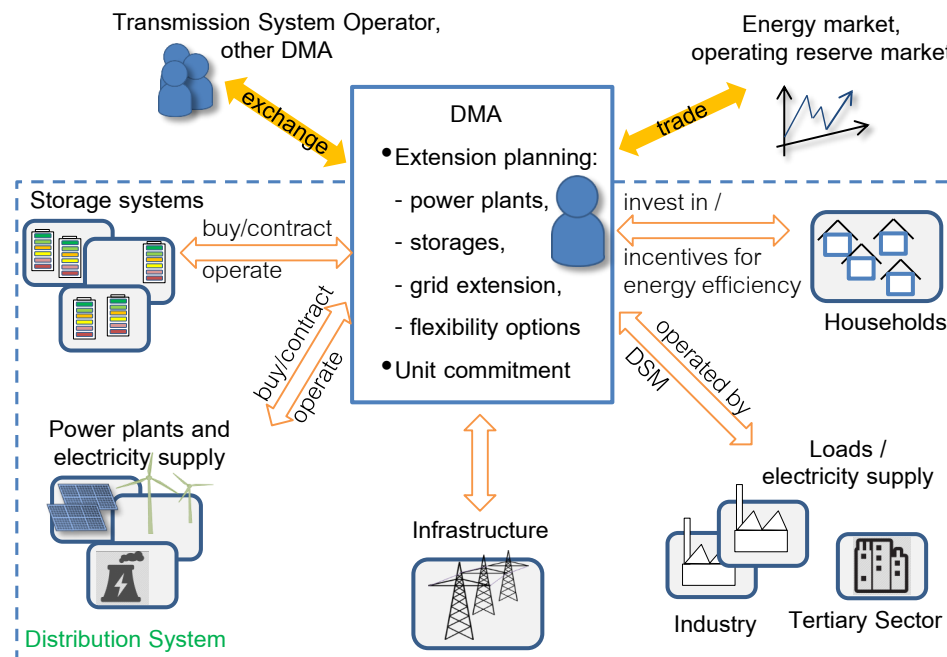 Transmission System Operator,
other DMA
Energy market,
operating reserve market
exchange
trade
DMA
•Extension planning:
- power plants,
- storages,
- grid extension,
- flexibility options
•Unit commitment
Storage systems
buy/contract
operate
invest in /
incentives for
energy efficiency
Households
buy/contract
operate
operated by
DSM
Power plants and
electricity supply
Infrastructure
Loads /
electricity supply
Industry
Tertiary Sector
Distribution System